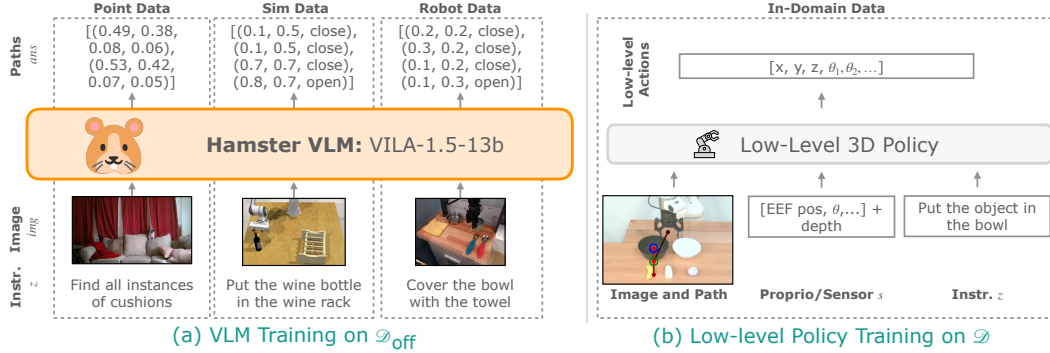 Point Data
Sim Data
Robot Data
In-Domain Data
Paths
ans
[(0.49, 0.38,
0.08, 0.06),
(0.53, 0.42,
0.07, 0.05)]
[(0.1, 0.5, close),
(0.1, 0.5, close),
(0.7, 0.7, close),
(0.8, 0.7, open)]
[(0.2, 0.2, close),
(0.3, 0.2, close),
(0.1, 0.2, close),
(0.1, 0.3, open)]
Low-level
Actions
[x, y, z, θ₁, θ₂, …]
Hamster VLM: VILA-1.5-13b
Low-Level 3D Policy
Image
img
[EEF pos, θ,…] +
depth
Put the object in
the bowl
Instr.
z
Find all instances
of cushions
Put the wine bottle
in the wine rack
Cover the bowl
with the towel
Image and Path
Proprio/Sensor s
Instr. z
(a) VLM Training on 𝒟off
(b) Low-level Policy Training on 𝒟